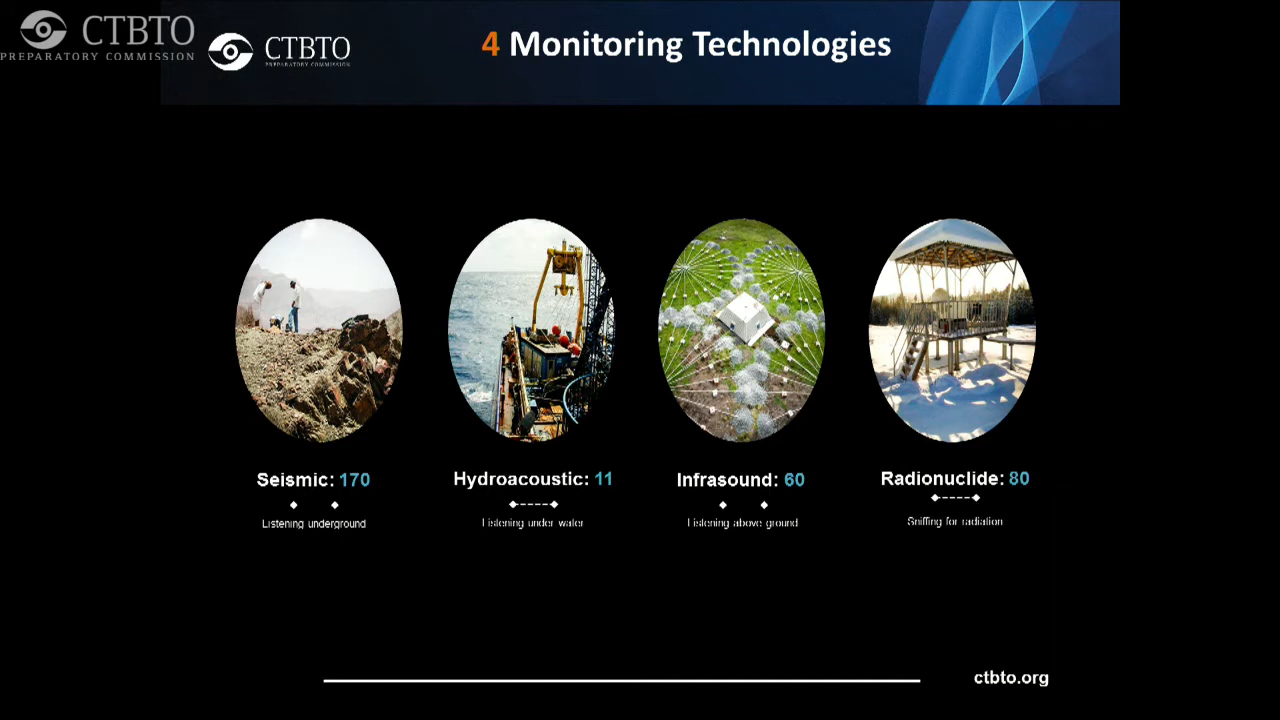 CTBTO
PREPARATORY COMMISSION
CTBTO
PREPARATORY COMMISSION
4 Monitoring Technologies
Seismic: 170
Listening underground
Hydroacoustic: 11
Listening under water
Infrasound: 60
Listening above ground
Radionuclide: 80
Sniffing for radiation
ctbto.org